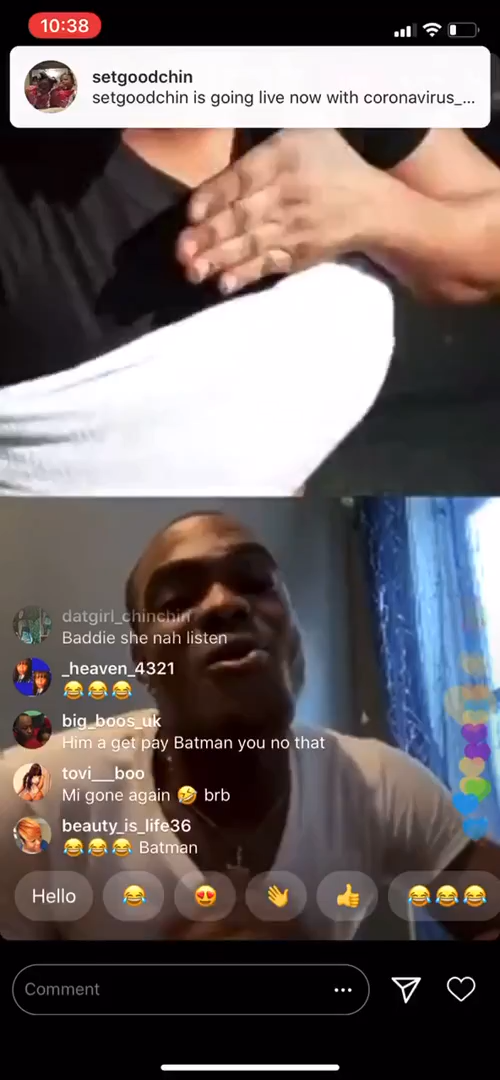 10:38
setgoodchin
setgoodchin is going live now with coronavirus_...
datgirl_chinchin
Baddie she nah listen
_heaven_4321
😂😂😂
big_boos_uk
Him a get pay Batman you no that
tovi___boo
Mi gone again 🤣 brb
beauty_is_life36
😂😂😂 Batman
Hello 😂 😍 👋 👍 😂😂😂
Comment